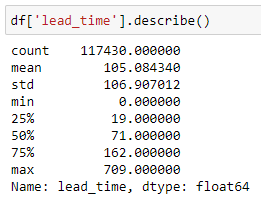 df['lead_time'].describe()
count    117430.000000
mean        105.084340
std         106.907012
min           0.000000
25%          19.000000
50%          71.000000
75%         162.000000
max         709.000000
Name: lead_time, dtype: float64